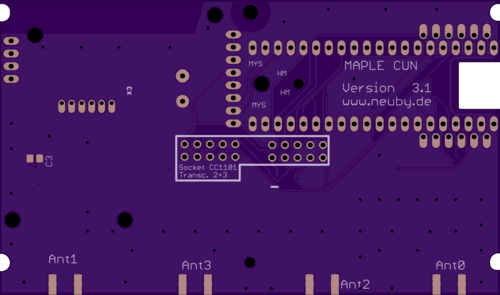 MAPLE CUN
MYS
HM
Version 3.1
X3
HM
www.neuby.de
MYS
C3
Socket CC1101
Transc. 2+3
Ant1
Ant3
Ant0
Ant2